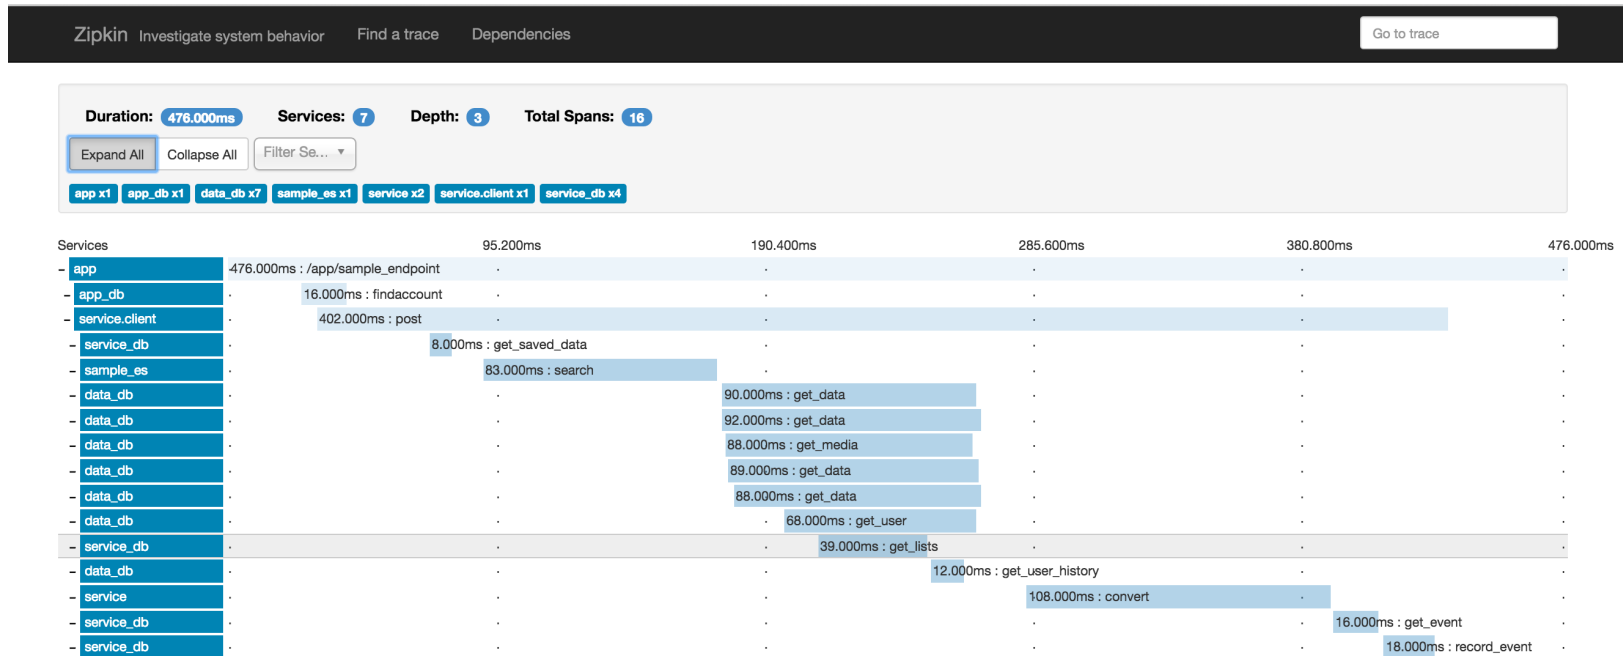 Zipkin Investigate system behavior Find a trace Dependencies Go to trace
Duration: 476.000ms Services: 7 Depth: 3 Total Spans: 16
Expand All Collapse All Filter Se...
app x1 app_db x1 data_db x7 sample_es x1 service x2 service.client x1 service_db x4
Services 95.200ms 190.400ms 285.600ms 380.800ms 476.000ms
- app 476.000ms : /app/sample_endpoint
- app_db 16.000ms : findaccount
- service.client 402.000ms : post
- service_db 8.000ms : get_saved_data
- sample_es 83.000ms : search
- data_db 90.000ms : get_data
- data_db 92.000ms : get_data
- data_db 88.000ms : get_media
- data_db 89.000ms : get_data
- data_db 88.000ms : get_data
- data_db 68.000ms : get_user
- service_db 39.000ms : get_lists
- data_db 12.000ms : get_user_history
- service 108.000ms : convert
- service_db 16.000ms : get_event
- service_db 18.000ms : record_event